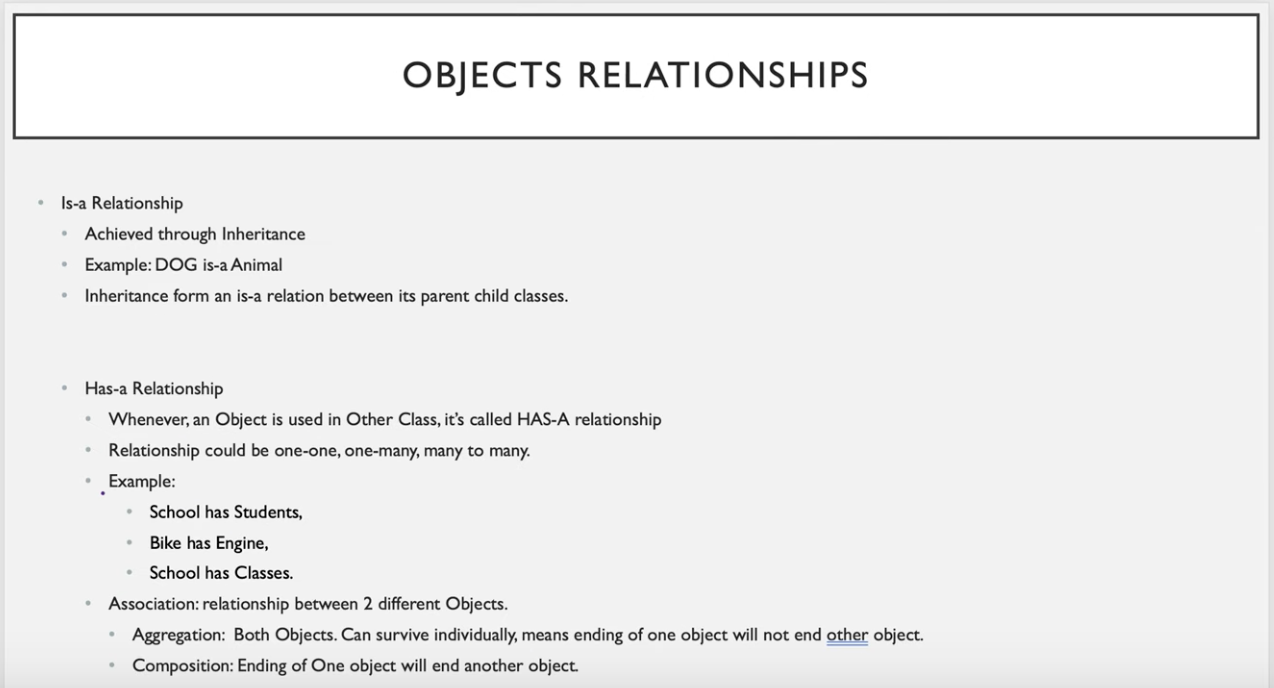 OBJECTS RELATIONSHIPS
• Is-a Relationship
• Achieved through Inheritance
• Example: DOG is-a Animal
• Inheritance form an is-a relation between its parent child classes.
• Has-a Relationship
• Whenever, an Object is used in Other Class, it's called HAS-A relationship
• Relationship could be one-one, one-many, many to many.
• Example:
• School has Students,
• Bike has Engine,
• School has Classes.
• Association: relationship between 2 different Objects.
• Aggregation:  Both Objects. Can survive individually, means ending of one object will not end other object.
• Composition: Ending of One object will end another object.